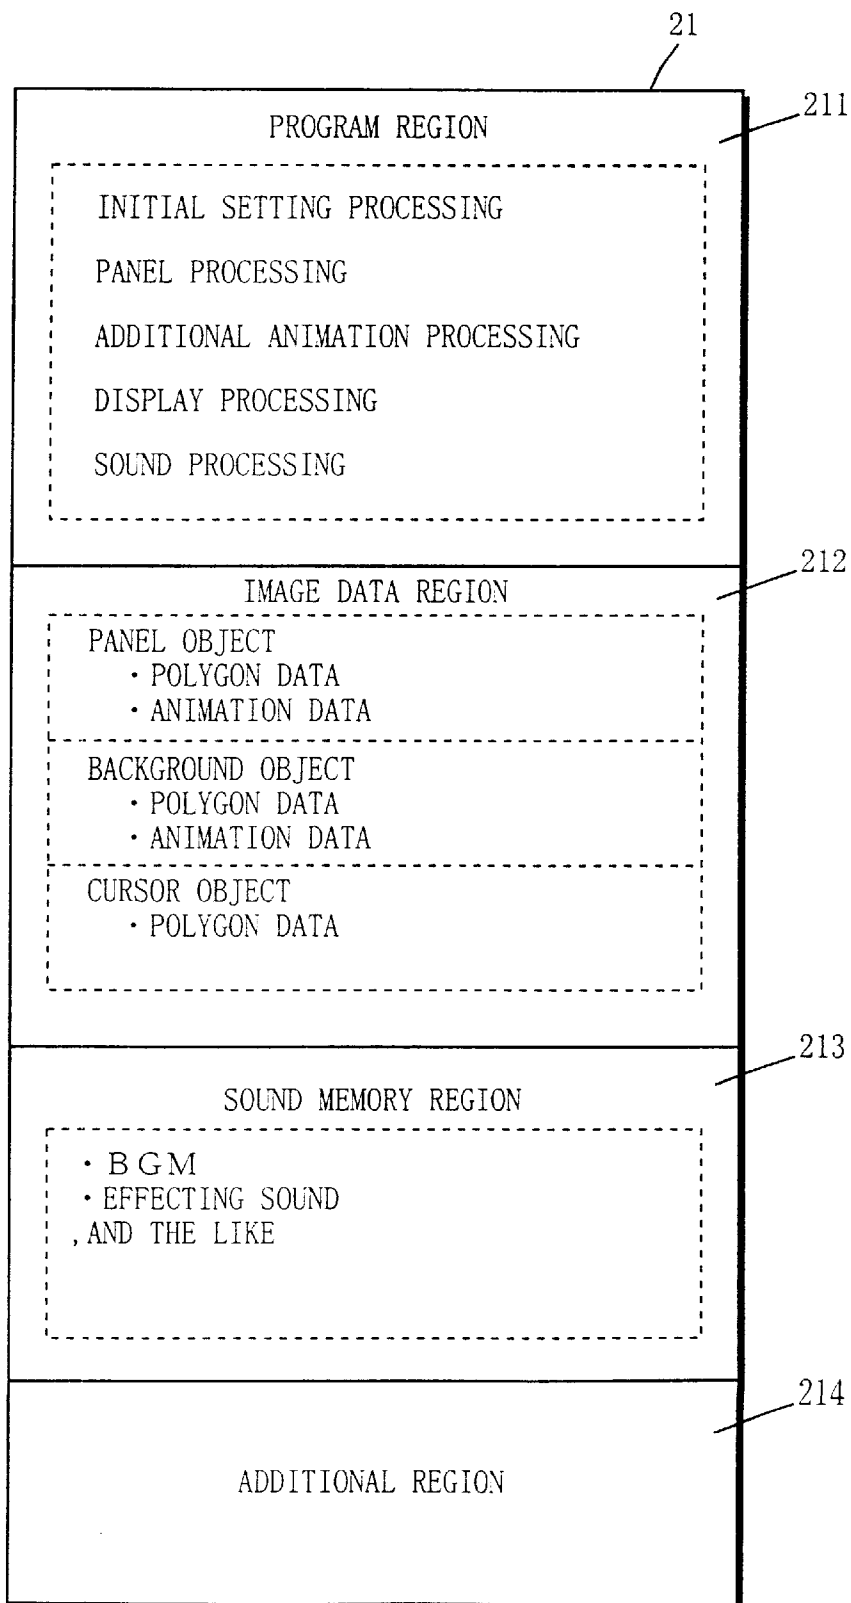 21
211
PROGRAM REGION
INITIAL SETTING PROCESSING
PANEL PROCESSING
ADDITIONAL ANIMATION PROCESSING
DISPLAY PROCESSING
SOUND PROCESSING
212
IMAGE DATA REGION
PANEL OBJECT
・POLYGON DATA
・ANIMATION DATA
BACKGROUND OBJECT
・POLYGON DATA
・ANIMATION DATA
CURSOR OBJECT
・POLYGON DATA
213
SOUND MEMORY REGION
・BGM
・EFFECTING SOUND
,AND THE LIKE
214
ADDITIONAL REGION